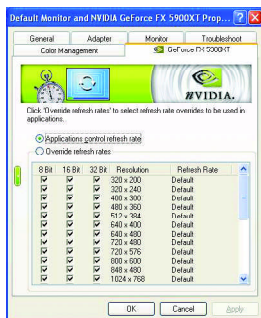 Default Monitor and NVIDIA GeForce FX 5900XT Prop...
General Adapter Monitor Troubleshoot
Color Management GeForce FX 5900XT
NVIDIA.
Click 'Override refresh rates' to select refresh rate overrides to be used in
applications.
Applications control refresh rate
Override refresh rates
8 Bit 16 Bit 32 Bit Resolution Refresh Rate
320 x 200 Default
320 x 240 Default
400 x 300 Default
480 x 360 Default
512 x 384 Default
640 x 400 Default
640 x 480 Default
720 x 480 Default
720 x 576 Default
800 x 600 Default
848 x 480 Default
1024 x 768 Default
OK Cancel Apply